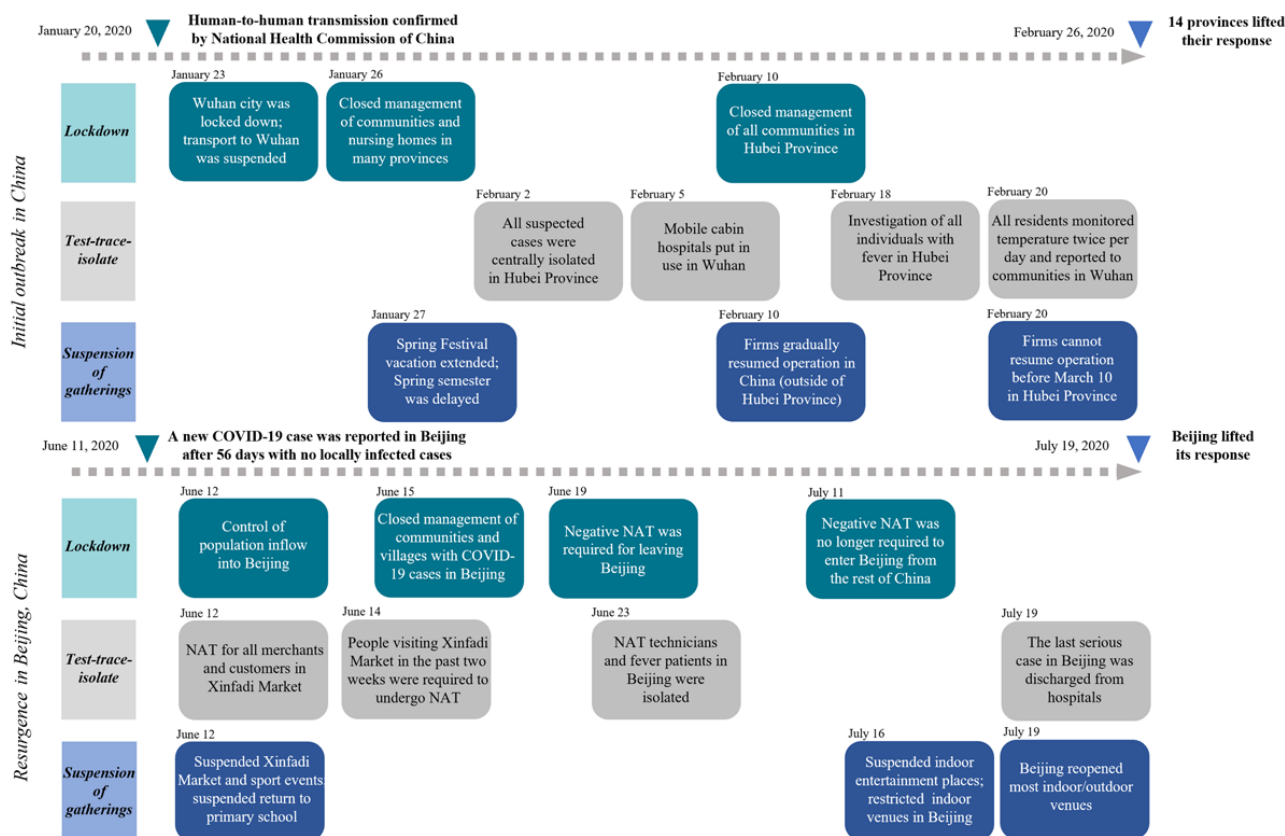 January 20, 2020
Human-to-human transmission confirmed
by National Health Commission of China
February 26, 2020
14 provinces lifted
their response
Initial outbreak in China
Lockdown
January 23
Wuhan city was
locked down;
transport to Wuhan
was suspended
January 26
Closed management
of communities and
nursing homes in
many provinces
February 10
Closed management
of all communities in
Hubei Province
Test-trace-
isolate
February 2
All suspected
cases were
centrally isolated
in Hubei Province
February 5
Mobile cabin
hospitals put in
use in Wuhan
February 18
Investigation of all
individuals with
fever in Hubei
Province
February 20
All residents monitored
temperature twice per
day and reported to
communities in Wuhan
Suspension
of
gatherings
January 27
Spring Festival
vacation extended;
Spring semester
was delayed
February 10
Firms gradually
resumed operation in
China (outside of
Hubei Province)
February 20
Firms cannot
resume operation
before March 10
in Hubei Province
June 11, 2020
A new COVID-19 case was reported in Beijing
after 56 days with no locally infected cases
July 19, 2020
Beijing lifted
its response
Resurgence in Beijing, China
Lockdown
June 12
Control of
population inflow
into Beijing
June 15
Closed management of
communities and
villages with COVID-
19 cases in Beijing
June 19
Negative NAT was
required for leaving
Beijing
July 11
Negative NAT was
no longer required to
enter Beijing from
the rest of China
Test-trace-
isolate
June 12
NAT for all merchants
and customers in
Xinfadi Market
June 14
People visiting Xinfadi
Market in the past two
weeks were required to
undergo NAT
June 23
NAT technicians
and fever patients in
Beijing were
isolated
July 19
The last serious
case in Beijing was
discharged from
hospitals
Suspension
of
gatherings
June 12
Suspended Xinfadi
Market and sport events;
suspended return to
primary school
July 16
Suspended indoor
entertainment places;
restricted indoor
venues in Beijing
July 19
Beijing reopened
most indoor/outdoor
venues